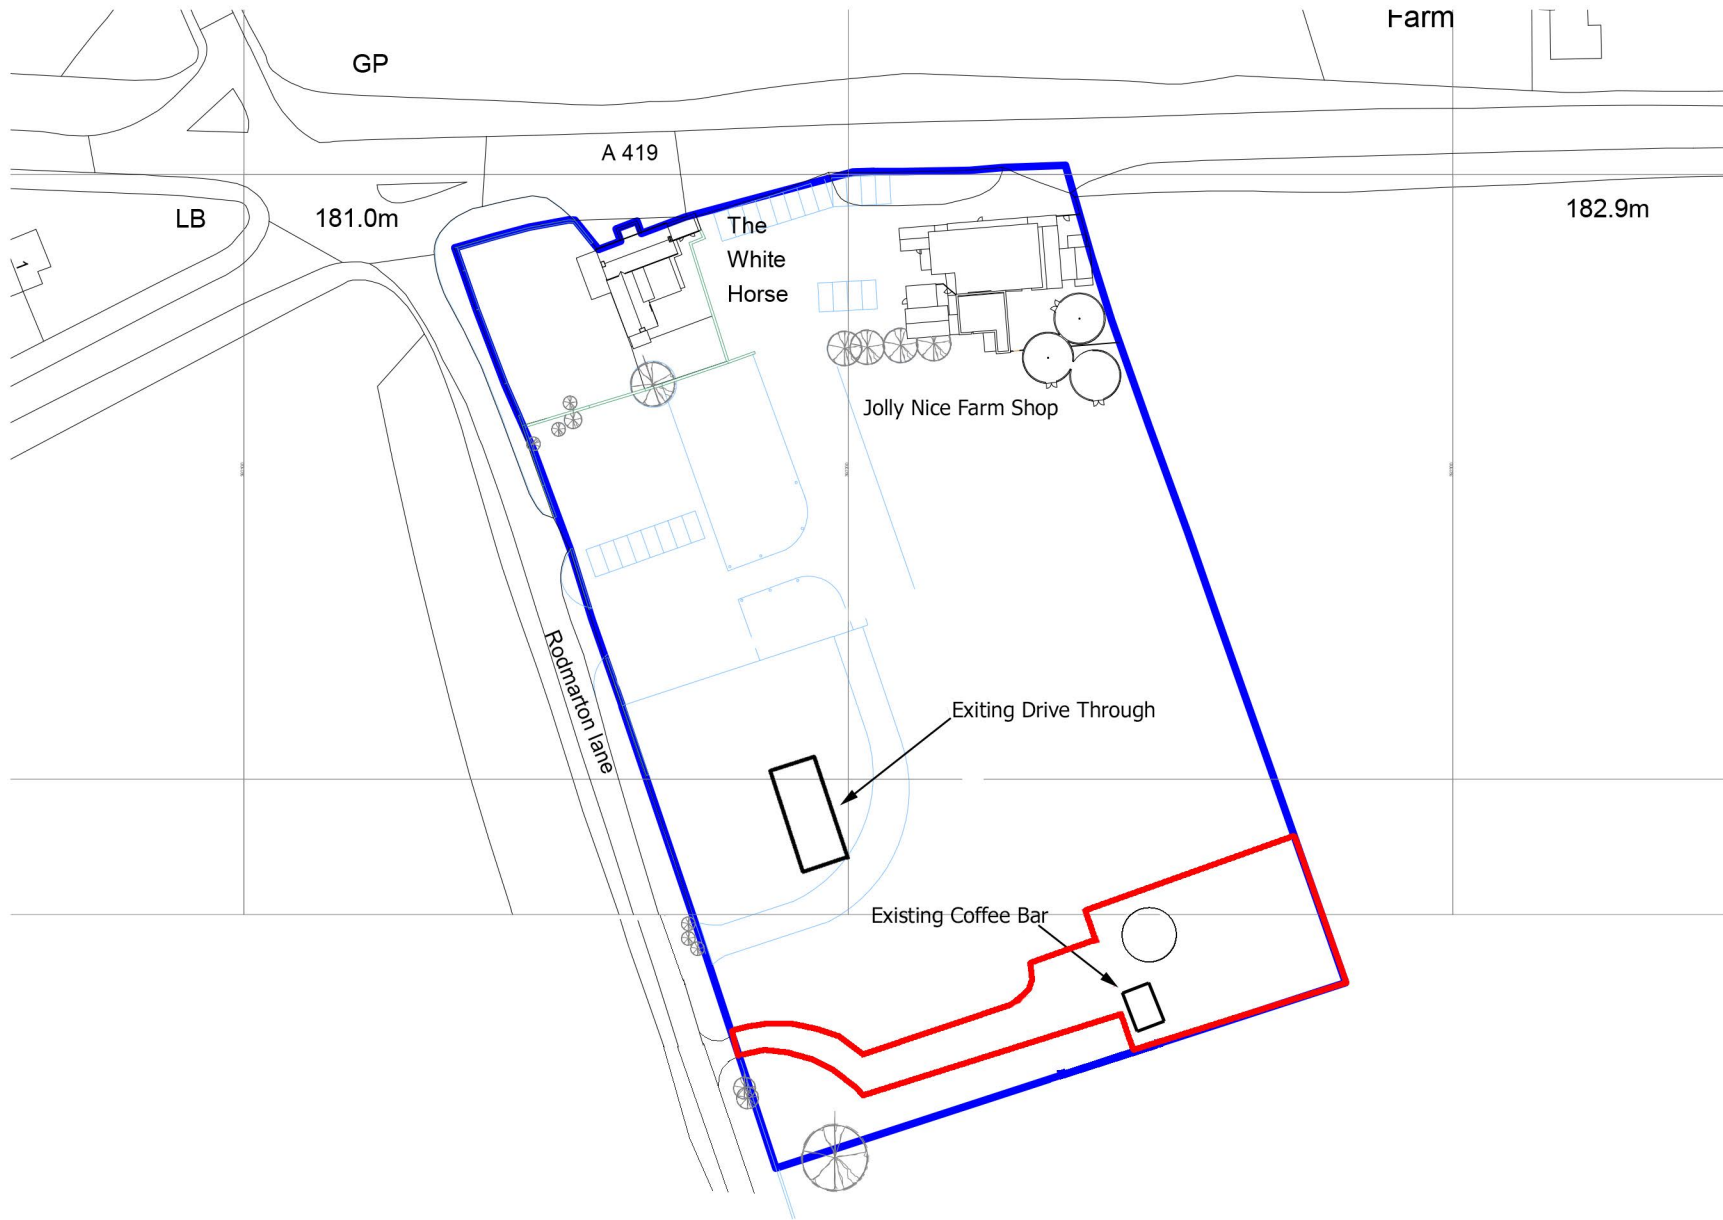 Farm
GP
A 419
LB
181.0m
182.9m
The
White
Horse
1
Jolly Nice Farm Shop
Rodmarton lane
Exiting Drive Through
Existing Coffee Bar